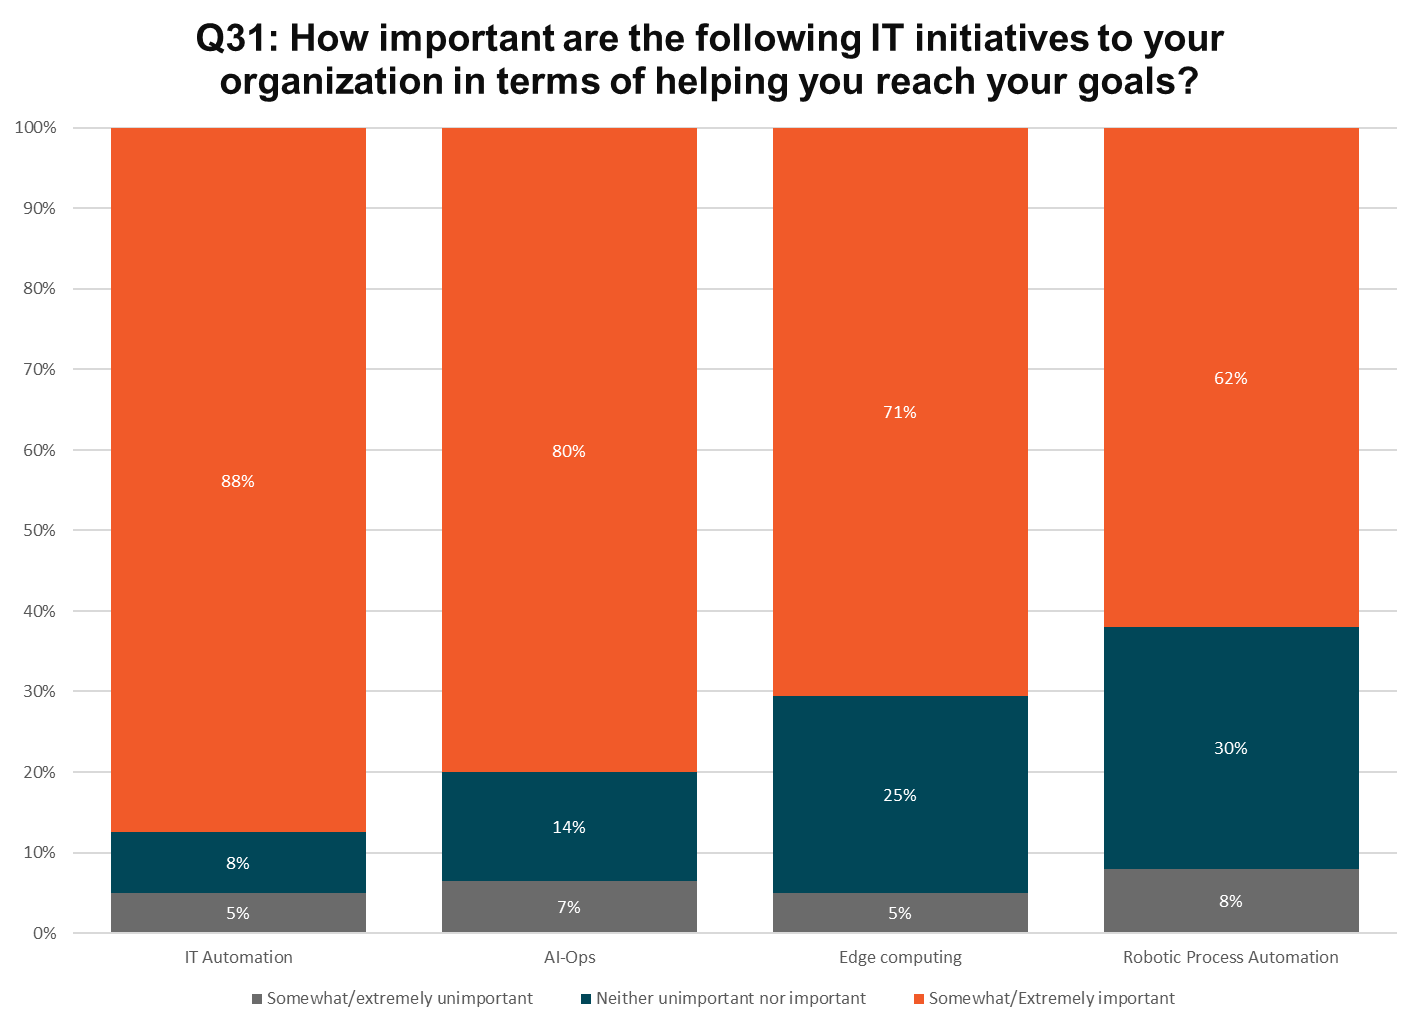 Q31: How important are the following IT initiatives to your
organization in terms of helping you reach your goals?
100%
90%
80%
70%
60%
50%
40%
30%
20%
10%
0%
88%
8%
5%
80%
14%
7%
71%
25%
5%
62%
30%
8%
IT Automation
AI-Ops
Edge computing
Robotic Process Automation
Somewhat/extremely unimportant
Neither unimportant nor important
Somewhat/Extremely important